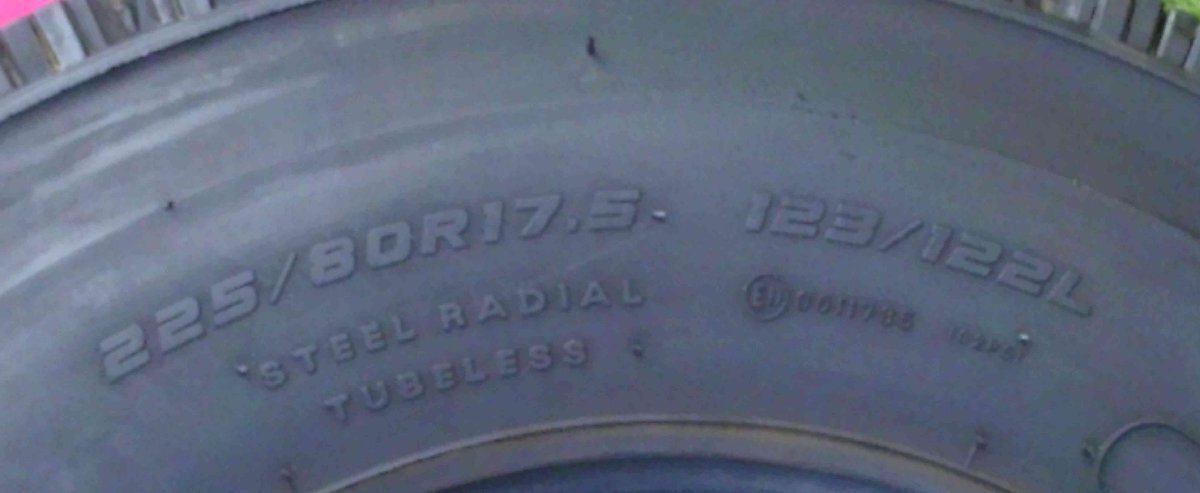 225/80R17.5 123/122L
STEEL RADIAL
TUBELESS